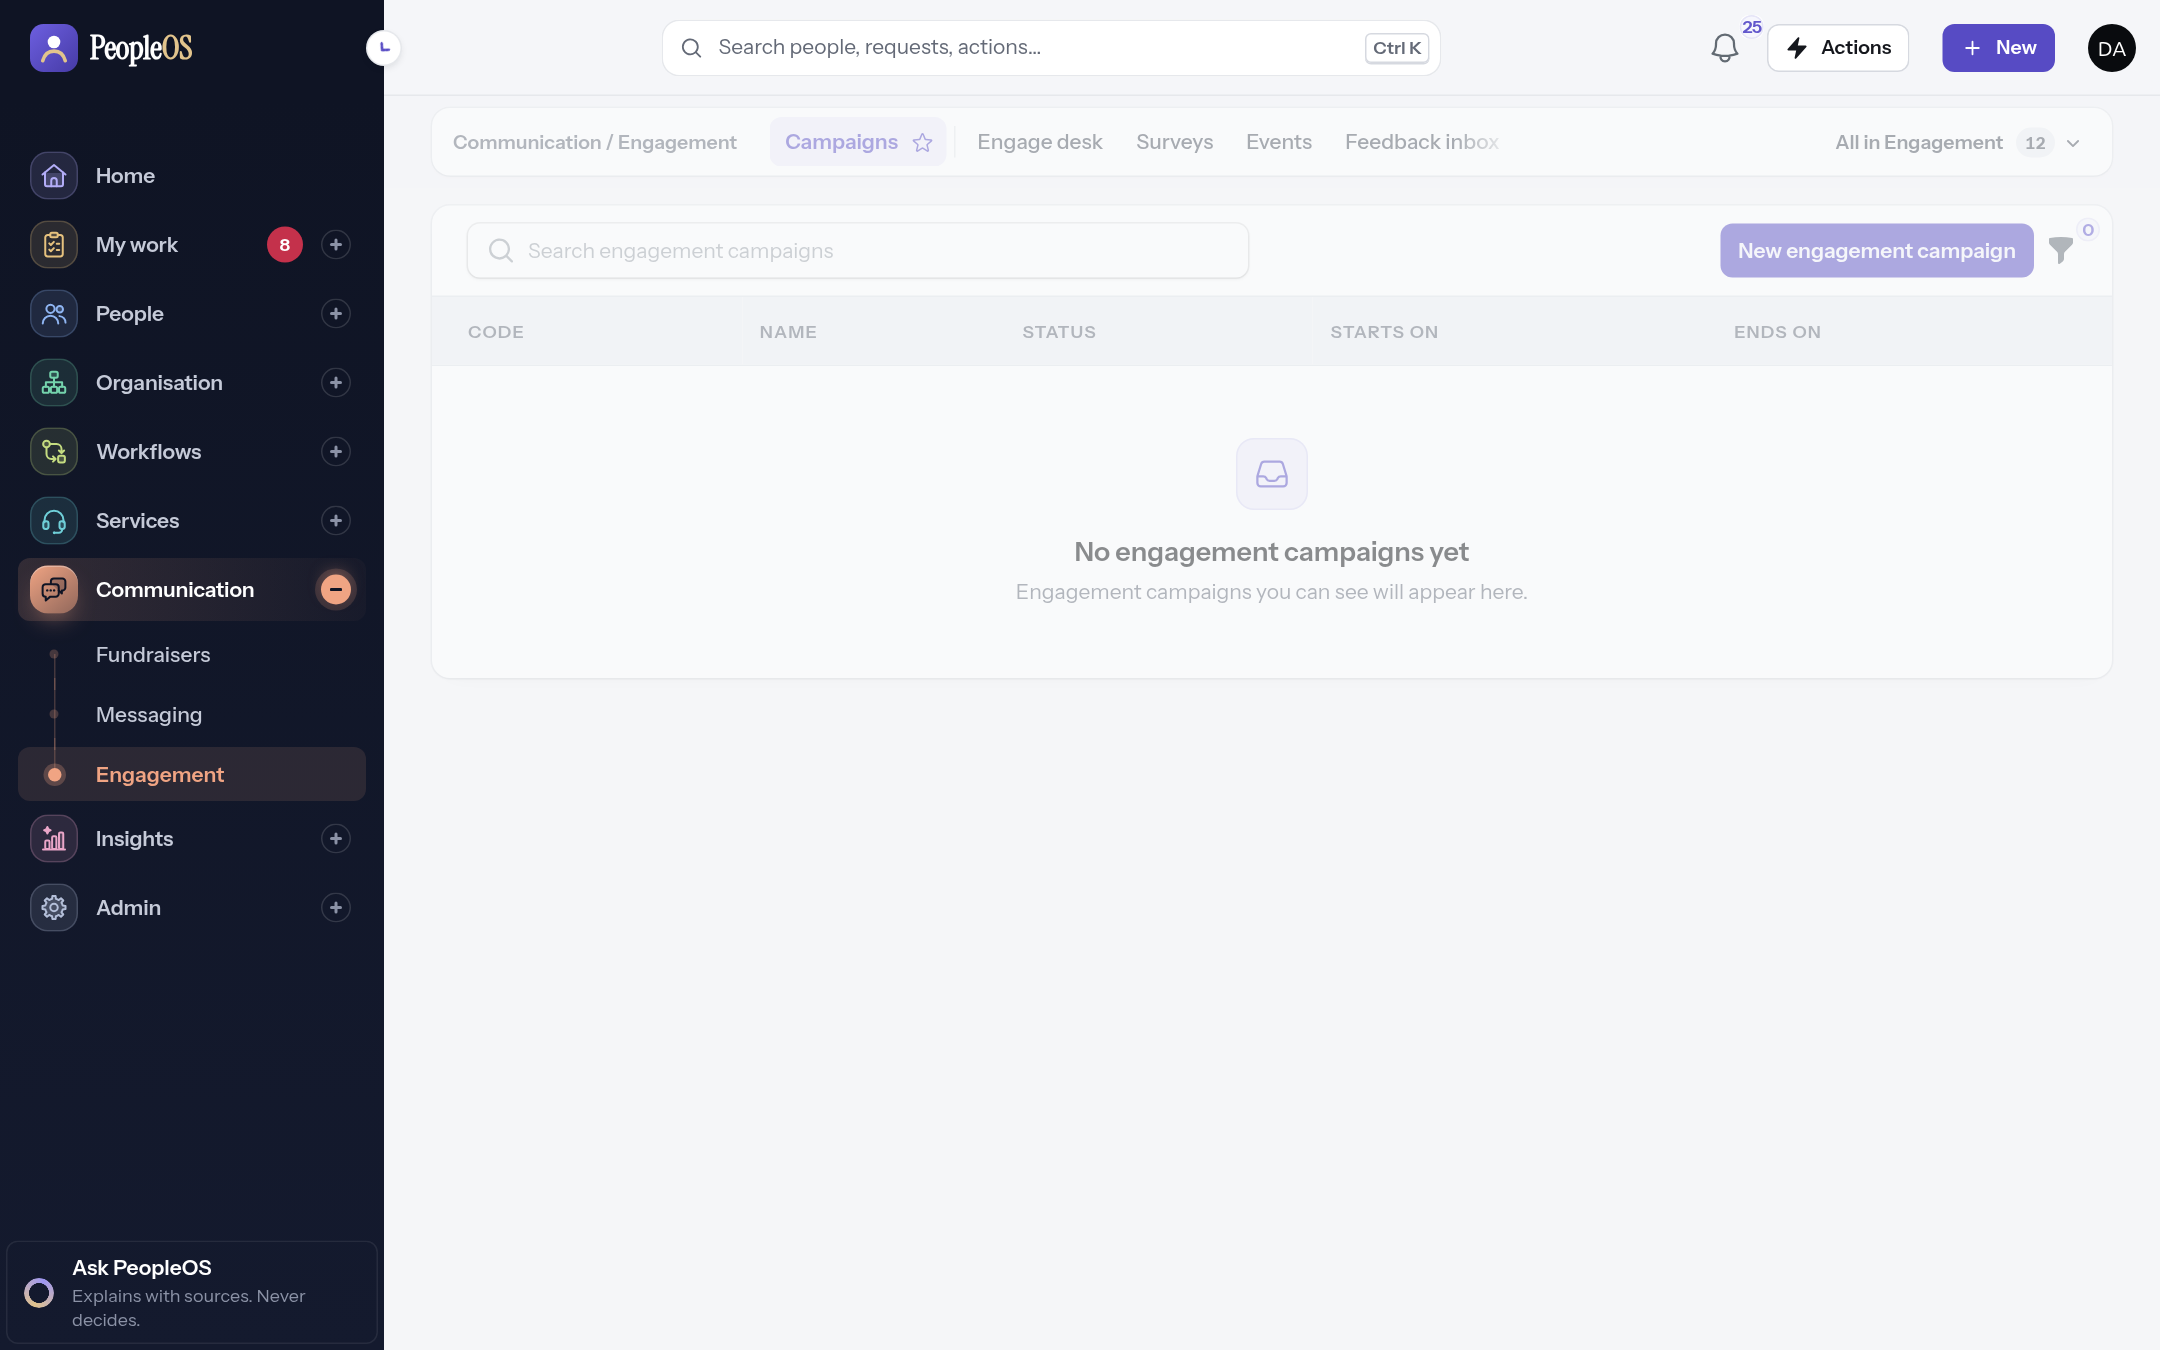 PeopleOS
Search people, requests, actions...
Ctrl K
25
Actions
New
DA
Home
My work
8
People
Organisation
Workflows
Services
Communication
Fundraisers
Messaging
Engagement
Insights
Admin
Ask PeopleOS
Explains with sources. Never
decides.
Communication / Engagement
Campaigns
Engage desk
Surveys
Events
Feedback inbox
All in Engagement
12
Search engagement campaigns
New engagement campaign
0
CODE
NAME
STATUS
STARTS ON
ENDS ON
No engagement campaigns yet
Engagement campaigns you can see will appear here.